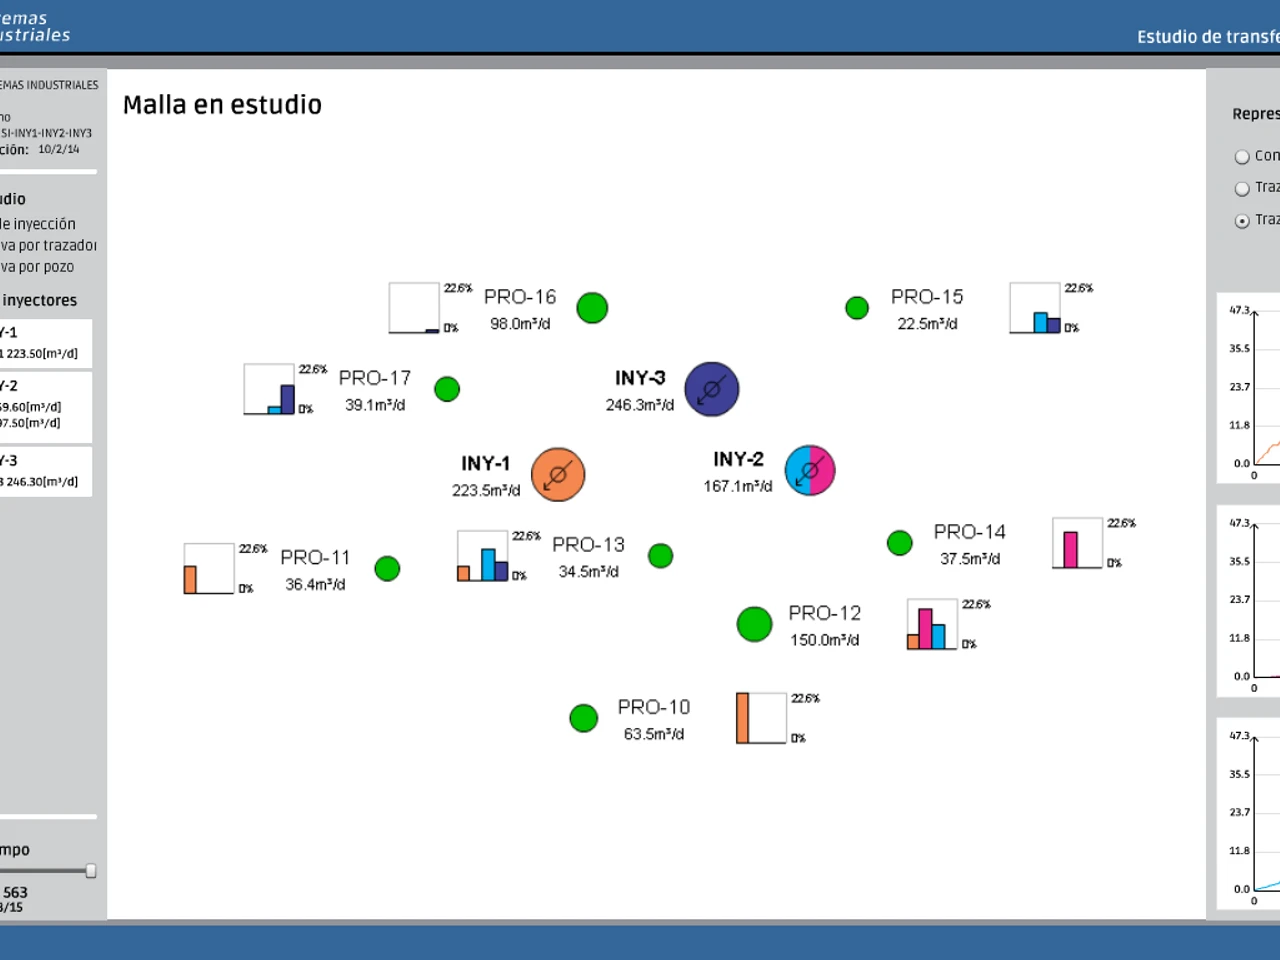 emas
ustriales
Estudio de transfe
EMAS INDUSTRIALES
no
SI-INY1-INY2-INY3
ción: 10/2/14
udio
de inyección
va por trazador
va por pozo
inyectores
Y-1
1 223.50[m³/d]
Y-2
69.60[m³/d]
97.50[m³/d]
Y-3
3 246.30[m³/d]
mpo
563
8/15
Malla en estudio
22.6%
0%
PRO-16
98.0m³/d
PRO-15
22.5m³/d
22.6%
0%
22.6%
0%
PRO-17
39.1m³/d
INY-3
246.3m³/d
INY-1
223.5m³/d
INY-2
167.1m³/d
22.6%
0%
PRO-11
36.4m³/d
22.6%
0%
PRO-13
34.5m³/d
PRO-14
37.5m³/d
22.6%
0%
PRO-12
150.0m³/d
22.6%
0%
PRO-10
63.5m³/d
22.6%
0%
Repres
Con
Traz
Traz
47.3
35.5
23.7
11.8
0.0
0
47.3
35.5
23.7
11.8
0.0
0
47.3
35.5
23.7
11.8
0.0
0